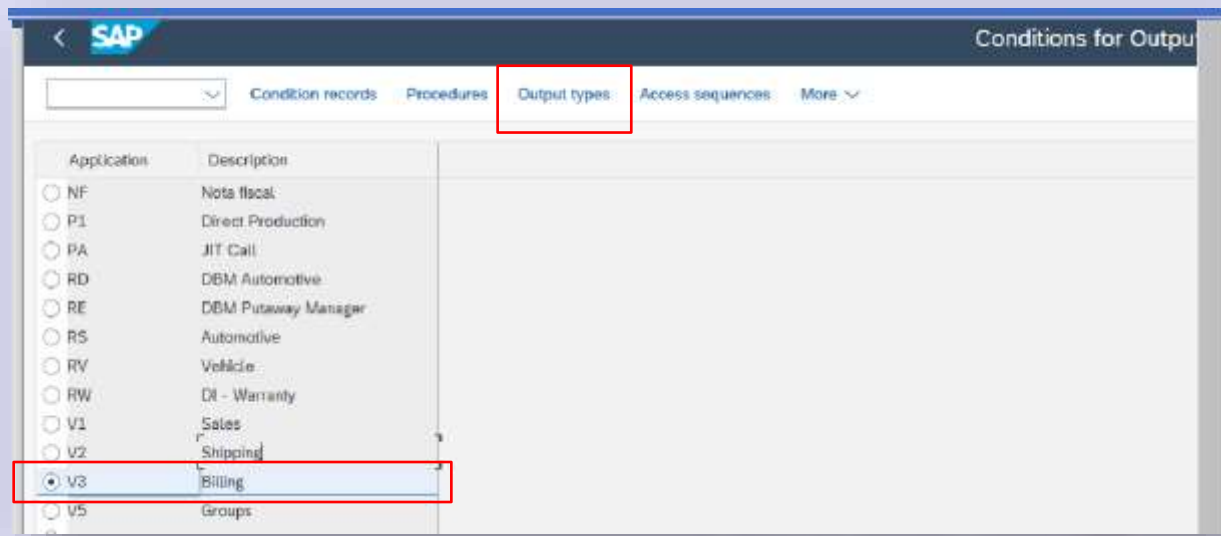 SAP
Conditions for Outpu
Condition records Procedures Output types Access sequences More
Application Description
NF Nota fiscal
P1 Direct Production
PA JIT Call
RD DBM Automotive
RE DBM Putaway Manager
RS Automotive
RV Vehicle
RW DI - Warranty
V1 Sales
V2 Shipping
V3 Billing
V5 Groups